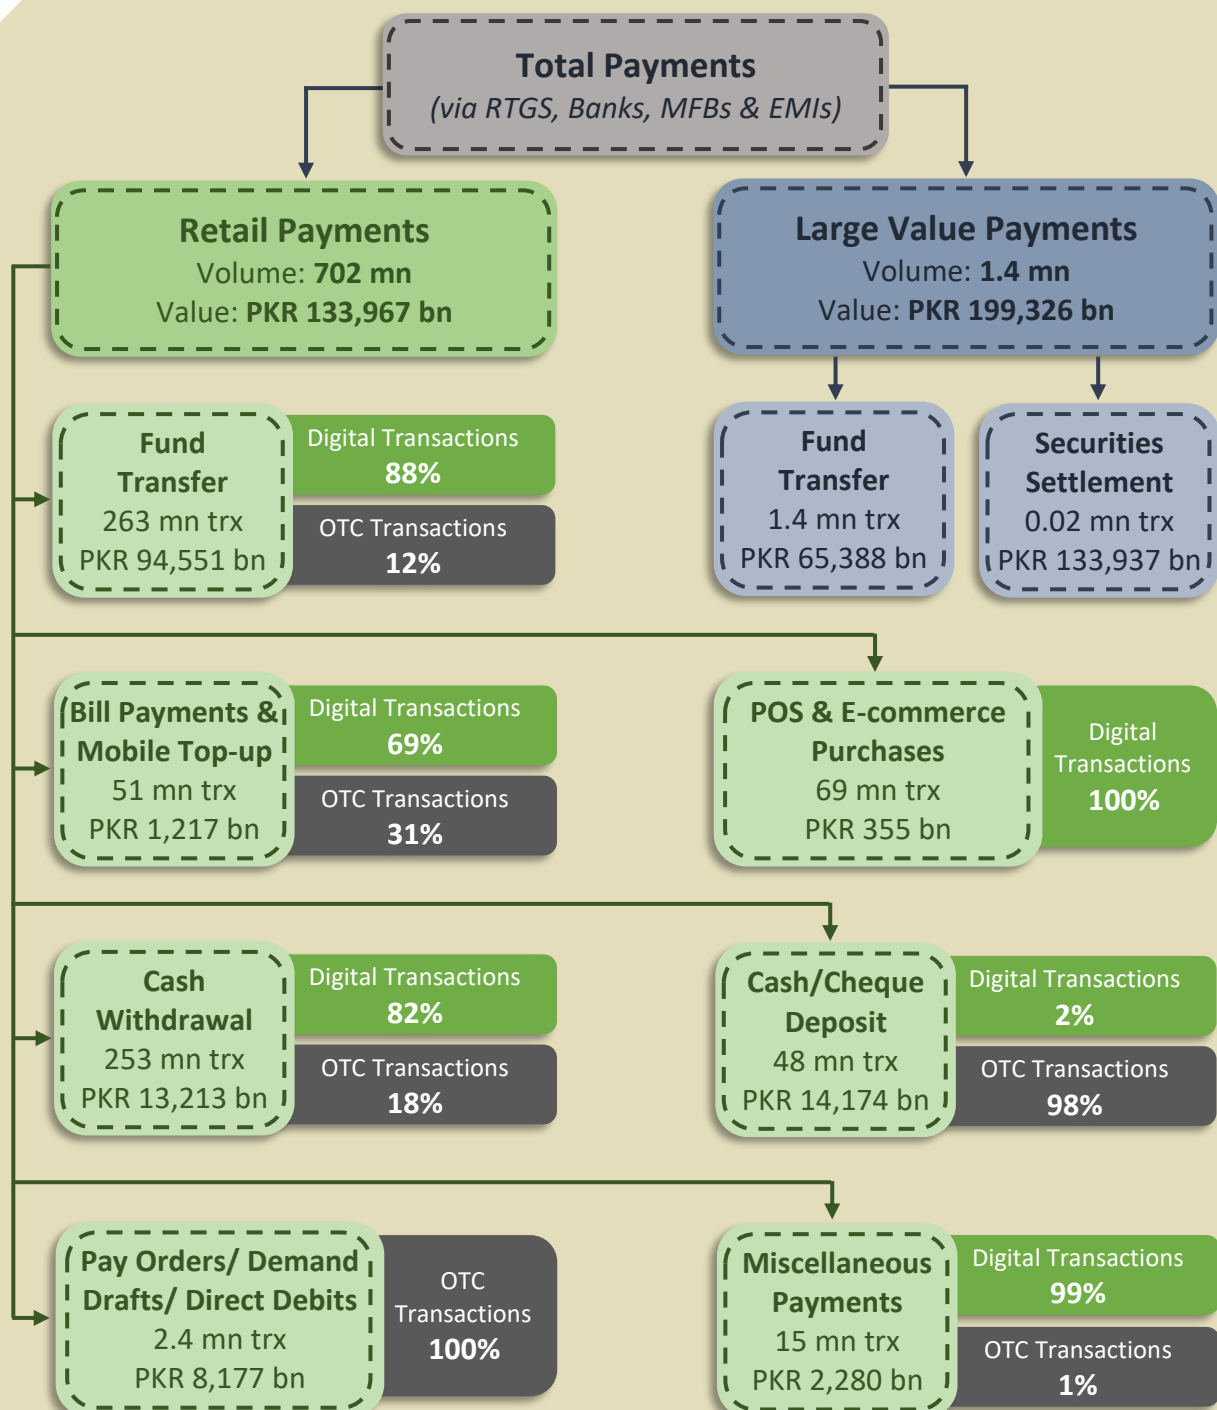 Total Payments
(via RTGS, Banks, MFBs & EMIs)
Retail Payments
Volume: 702 mn
Value: PKR 133,967 bn
Large Value Payments
Volume: 1.4 mn
Value: PKR 199,326 bn
Fund
Transfer
263 mn trx
PKR 94,551 bn
Digital Transactions
88%
OTC Transactions
12%
Fund
Transfer
1.4 mn trx
PKR 65,388 bn
Securities
Settlement
0.02 mn trx
PKR 133,937 bn
Bill Payments &
Mobile Top-up
51 mn trx
PKR 1,217 bn
Digital Transactions
69%
OTC Transactions
31%
POS & E-commerce
Purchases
69 mn trx
PKR 355 bn
Digital
Transactions
100%
Cash
Withdrawal
253 mn trx
PKR 13,213 bn
Digital Transactions
82%
OTC Transactions
18%
Cash/Cheque
Deposit
48 mn trx
PKR 14,174 bn
Digital Transactions
2%
OTC Transactions
98%
Pay Orders/ Demand
Drafts/ Direct Debits
2.4 mn trx
PKR 8,177 bn
OTC
Transactions
100%
Miscellaneous
Payments
15 mn trx
PKR 2,280 bn
Digital Transactions
99%
OTC Transactions
1%